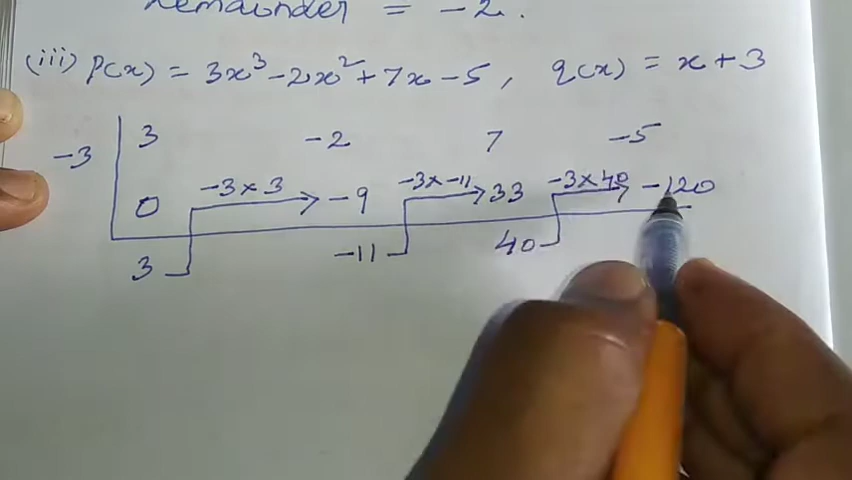 Remainder = -2.
(iii) p(x) = 3x³ - 2x² + 7x - 5, q(x) = x + 3
-3 | 3 -2 7 -5
0 -3 × 3 → -9 -3 × -11 → 33 -3 × 40 → -120
3 -11 40